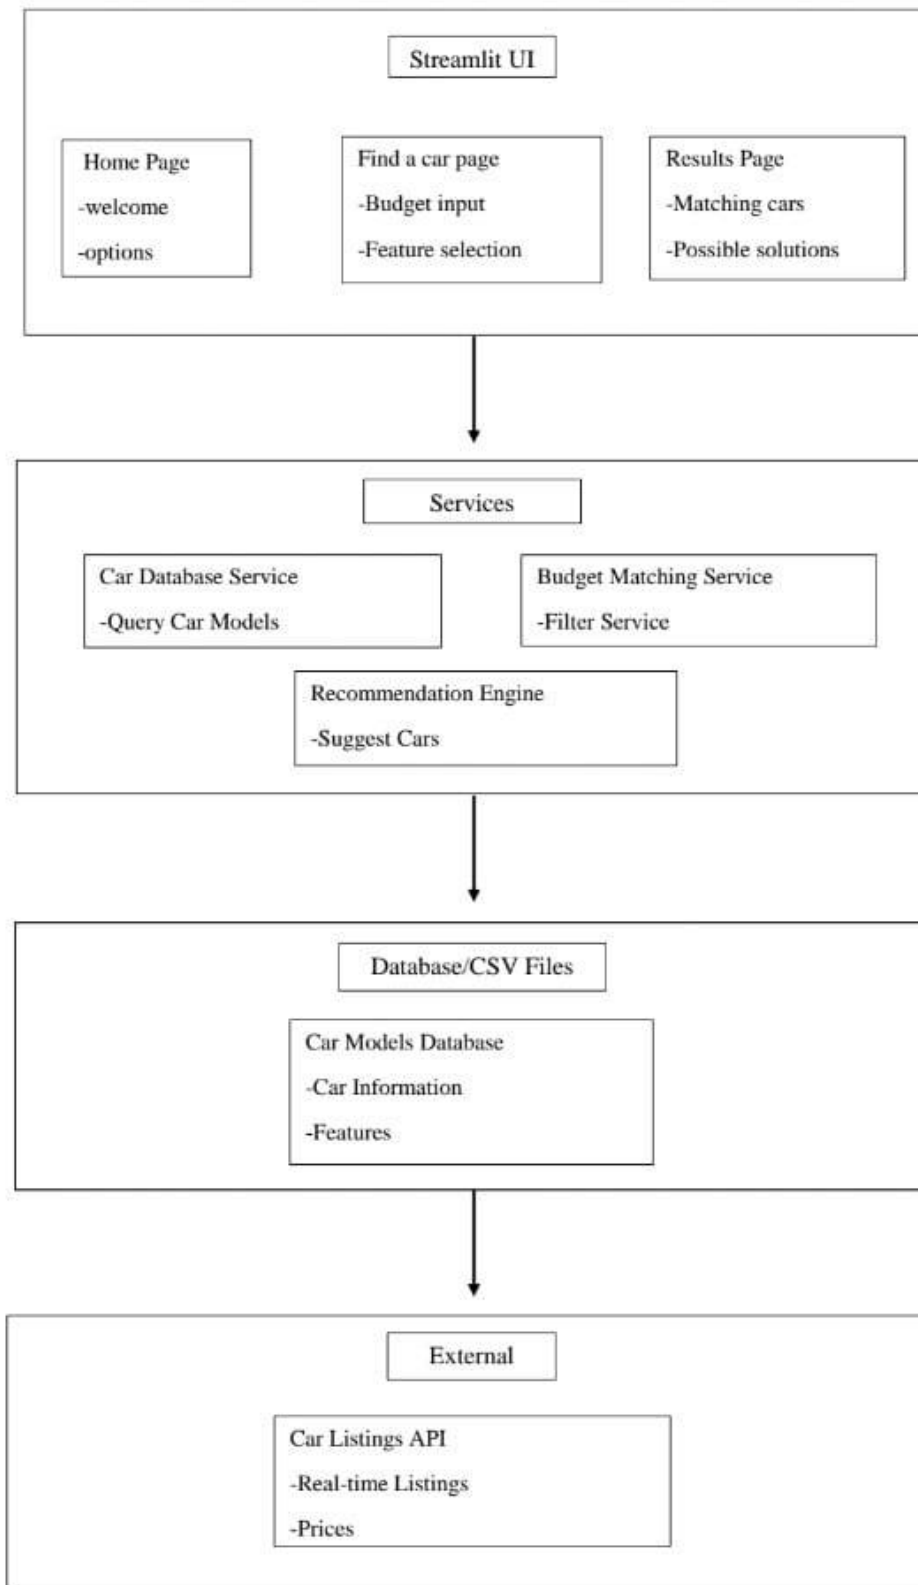 Streamlit UI
Home Page
-welcome
-options
Find a car page
-Budget input
-Feature selection
Results Page
-Matching cars
-Possible solutions
Services
Car Database Service
-Query Car Models
Budget Matching Service
-Filter Service
Recommendation Engine
-Suggest Cars
Database/CSV Files
Car Models Database
-Car Information
-Features
External
Car Listings API
-Real-time Listings
-Prices